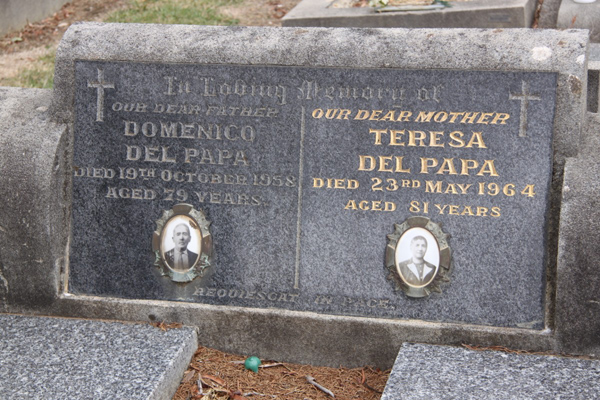 In Loving Memory of
OUR DEAR FATHER
DOMENICO
DEL PAPA
DIED 19TH OCTOBER 1958
AGED 79 YEARS
OUR DEAR MOTHER
TERESA
DEL PAPA
DIED 23RD MAY 1964
AGED 81 YEARS
REQUIESCAT IN PACE